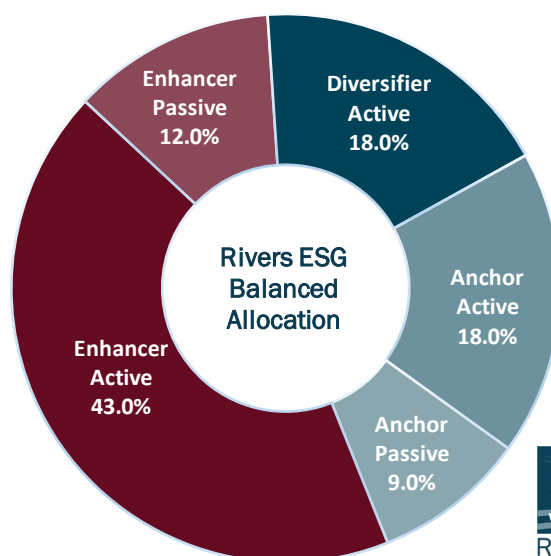 Enhancer
Passive
12.0%
Diversifier
Active
18.0%
Rivers ESG
Balanced
Allocation
Anchor
Active
18.0%
Enhancer
Active
43.0%
Anchor
Passive
9.0%
R